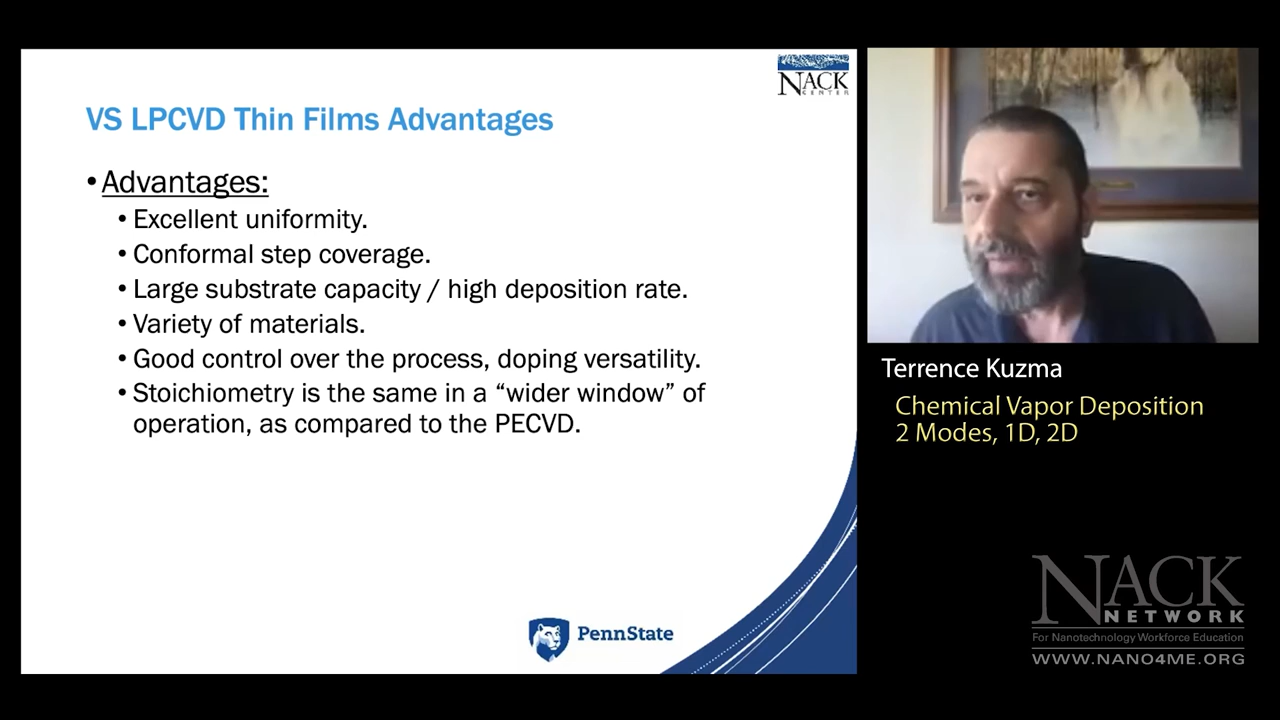 NACK
CENTER
VS LPCVD Thin Films Advantages
• Advantages:
• Excellent uniformity.
• Conformal step coverage.
• Large substrate capacity / high deposition rate.
• Variety of materials.
• Good control over the process, doping versatility.
• Stoichiometry is the same in a “wider window” of
operation, as compared to the PECVD.
PennState
Terrence Kuzma
Chemical Vapor Deposition
2 Modes, 1D, 2D
NACK
NETWORK
For Nanotechnology Workforce Education
WWW.NANO4ME.ORG